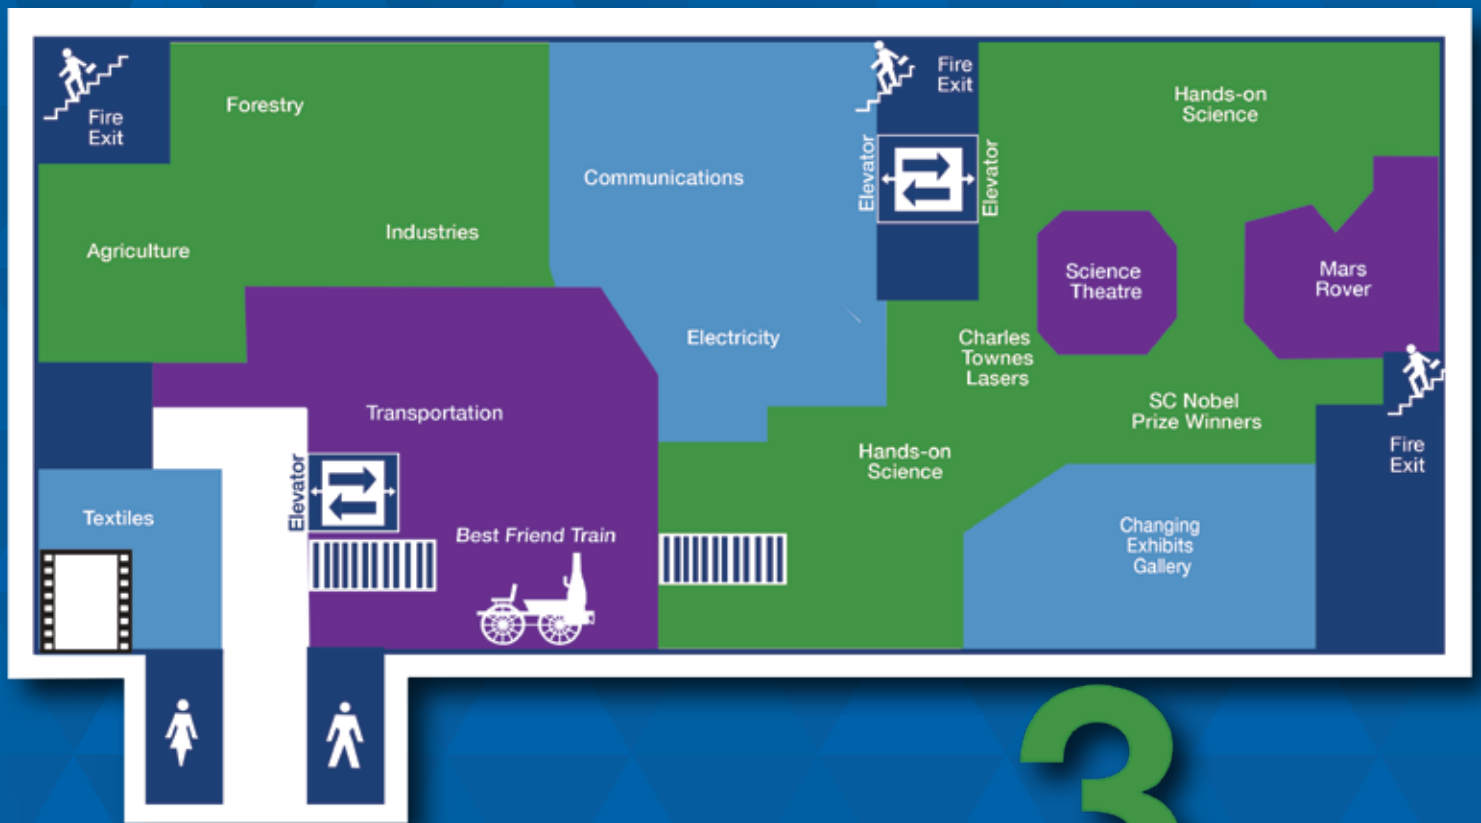 Fire
Exit
Forestry
Communications
Industries
Agriculture
Elevator
Fire
Exit
Elevator
Hands-on
Science
Science
Theatre
Mars
Rover
Electricity
Charles
Townes
Lasers
SC Nobel
Prize Winners
Fire
Exit
Transportation
Hands-on
Science
Elevator
Textiles
Best Friend Train
Changing
Exhibits
Gallery
3